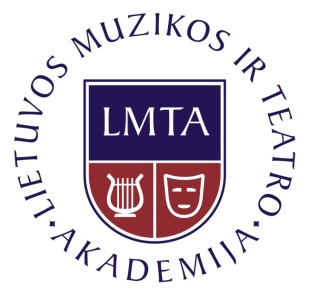 LIETUVOS MUZIKOS IR TEATRO
AKADEMIJA
LMTA